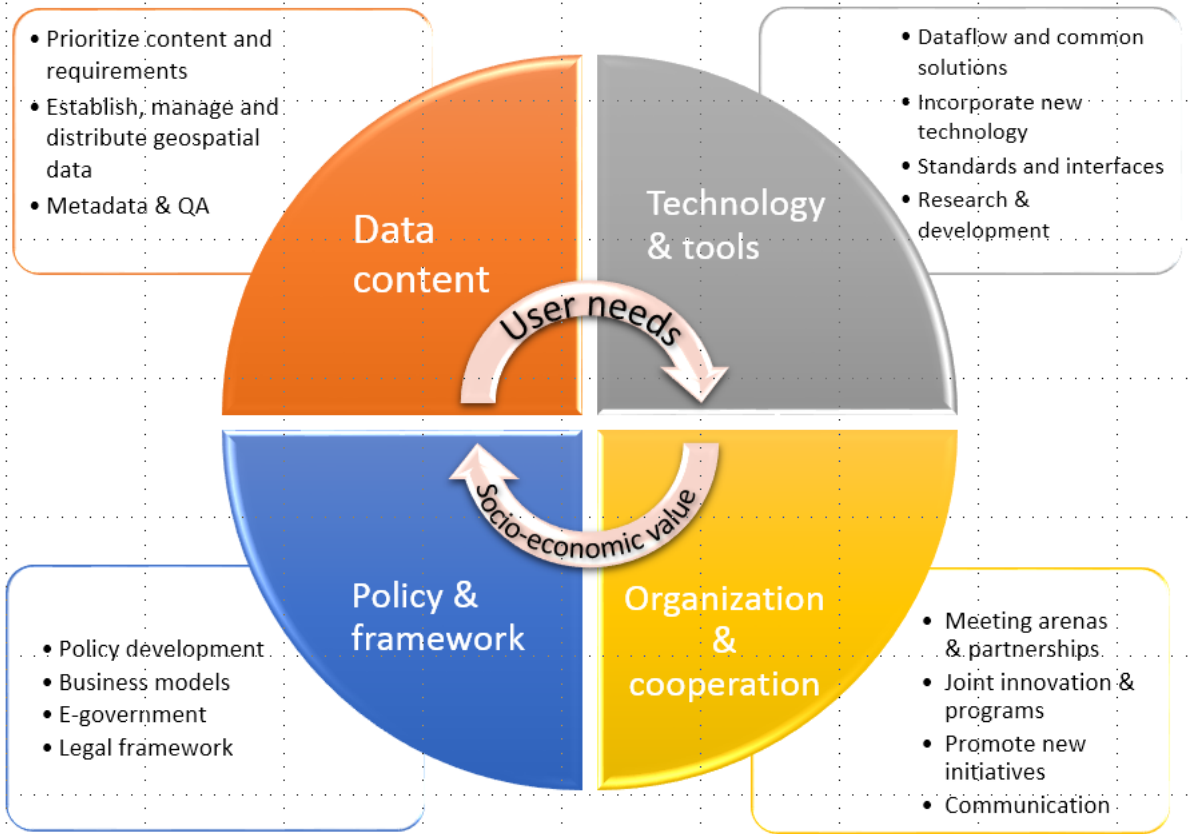 • Prioritize content and
requirements
• Establish, manage and
distribute geospatial
data
• Metadata & QA
• Dataflow and common
solutions
• Incorporate new
technology
• Standards and interfaces
• Research &
development
Data
content
Technology
& tools
User needs
Socio-economic value
Policy &
framework
Organization
&
cooperation
• Policy development
• Business models
• E-government
• Legal framework
• Meeting arenas
& partnerships
• Joint innovation &
programs
• Promote new
initiatives
• Communication